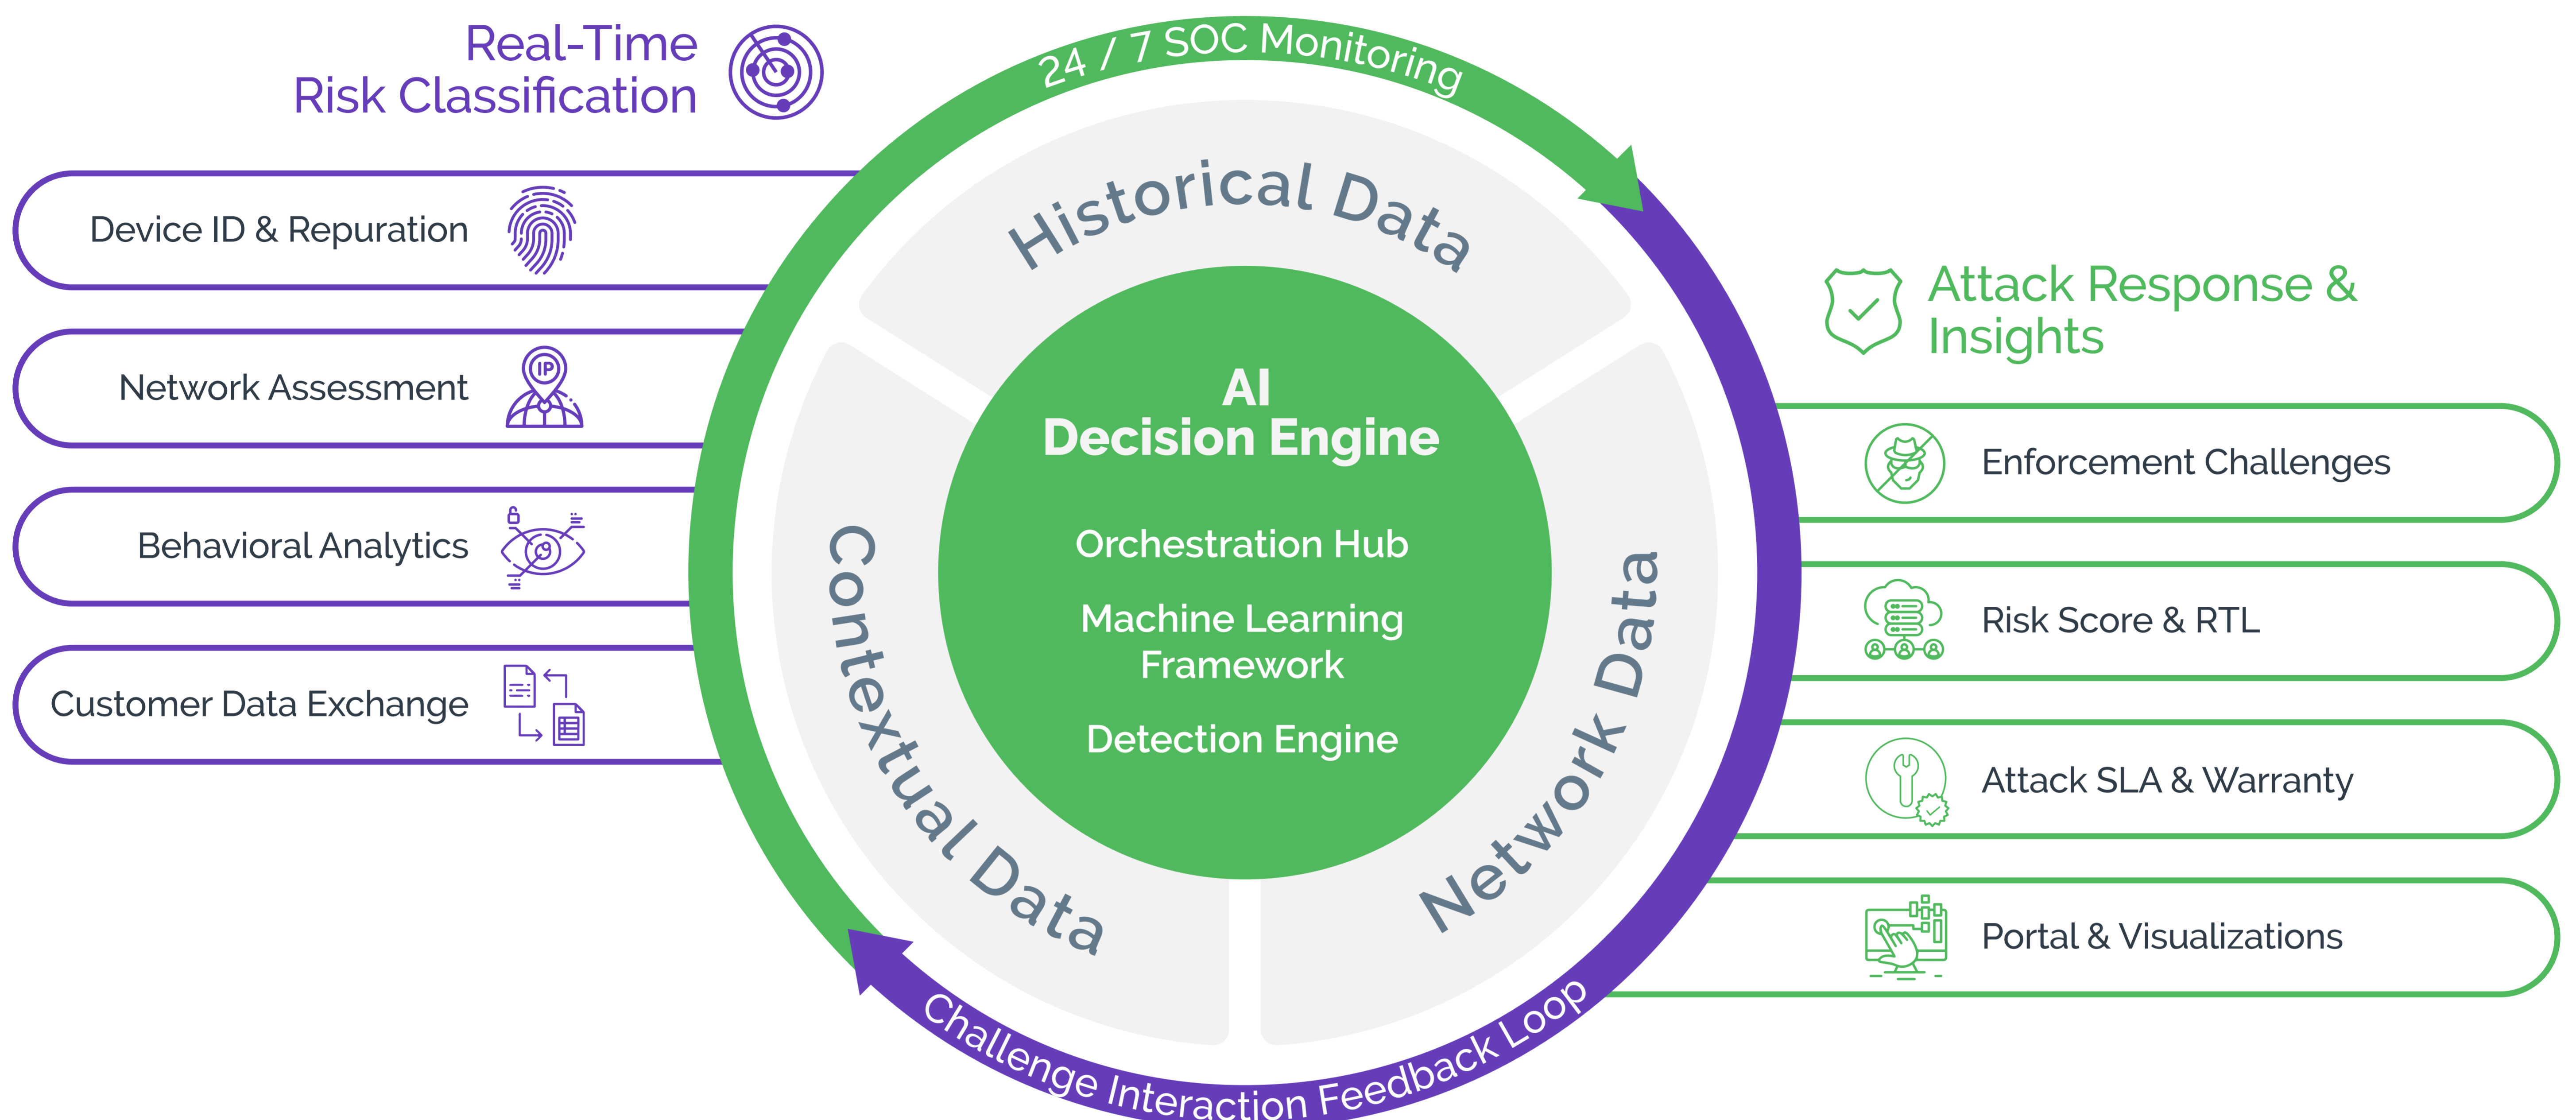 Real-Time
Risk Classification
Device ID & Repuration
Network Assessment
IP
Behavioral Analytics
Customer Data Exchange
24 / 7 SOC Monitoring
Historical Data
Contextual Data
Network Data
AI
Decision Engine
Orchestration Hub
Machine Learning
Framework
Detection Engine
Challenge Interaction Feedback Loop
Attack Response &
Insights
Enforcement Challenges
Risk Score & RTL
Attack SLA & Warranty
Portal & Visualizations